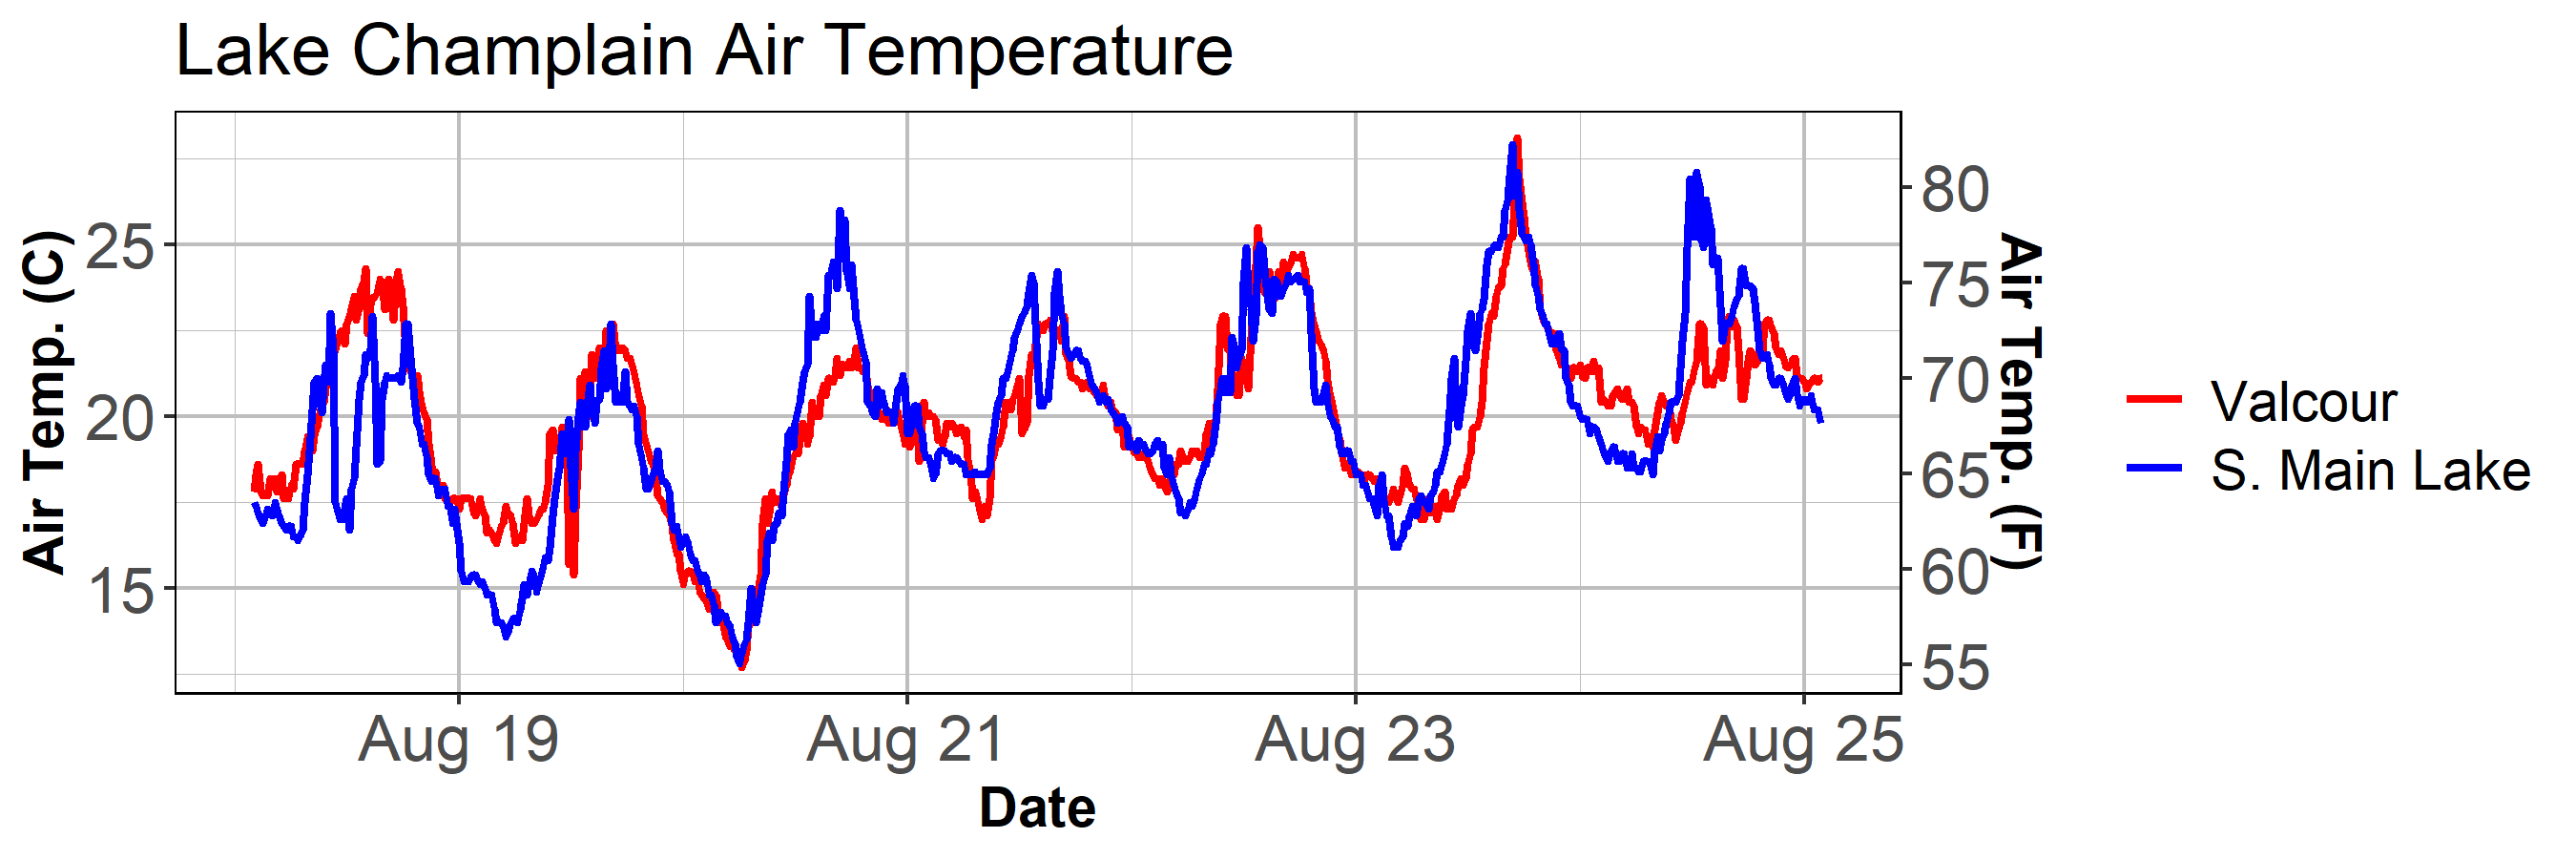 Lake Champlain Air Temperature
Air Temp. (C)
25
20
15
80
75
70
65
60
55
Air Temp. (F)
Aug 19
Aug 21
Aug 23
Aug 25
Date
Valcour
S. Main Lake